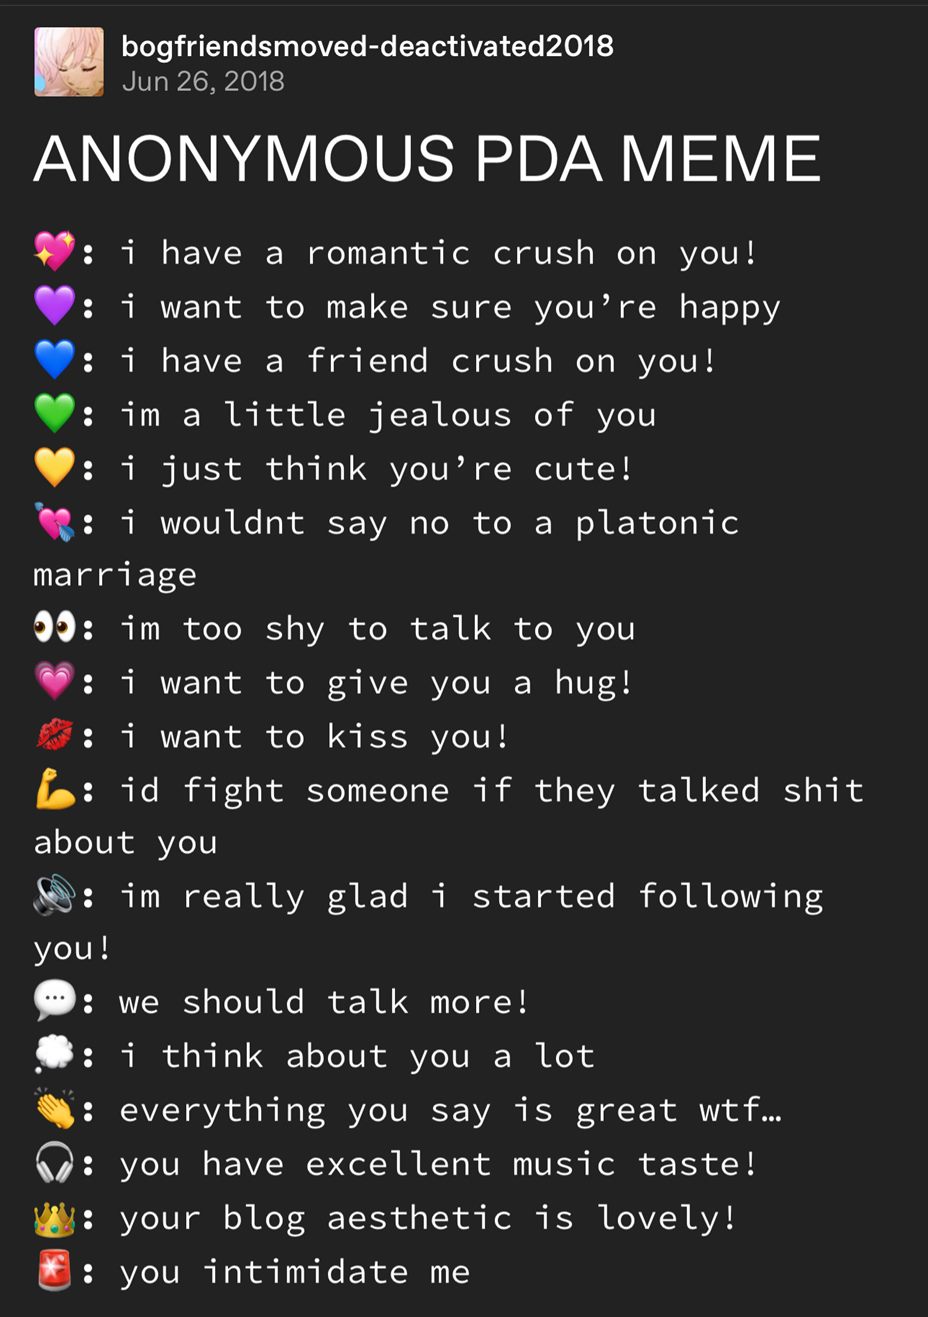 bogfriendsmoved-deactivated2018
Jun 26, 2018
ANONYMOUS PDA MEME
💖: i have a romantic crush on you!
💜: i want to make sure you’re happy
💙: i have a friend crush on you!
💚: im a little jealous of you
💛: i just think you’re cute!
💘: i wouldnt say no to a platonic
marriage
👀: im too shy to talk to you
💗: i want to give you a hug!
💋: i want to kiss you!
💪: id fight someone if they talked shit
about you
🔊: im really glad i started following
you!
💬: we should talk more!
💭: i think about you a lot
👏: everything you say is great wtf…
🎧: you have excellent music taste!
👑: your blog aesthetic is lovely!
🚨: you intimidate me